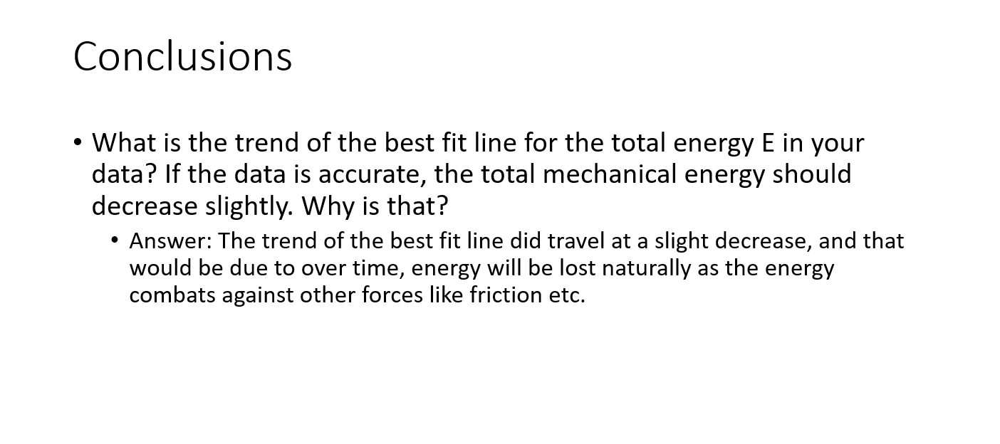 Conclusions
• What is the trend of the best fit line for the total energy E in your
data? If the data is accurate, the total mechanical energy should
decrease slightly. Why is that?
• Answer: The trend of the best fit line did travel at a slight decrease, and that
would be due to over time, energy will be lost naturally as the energy
combats against other forces like friction etc.